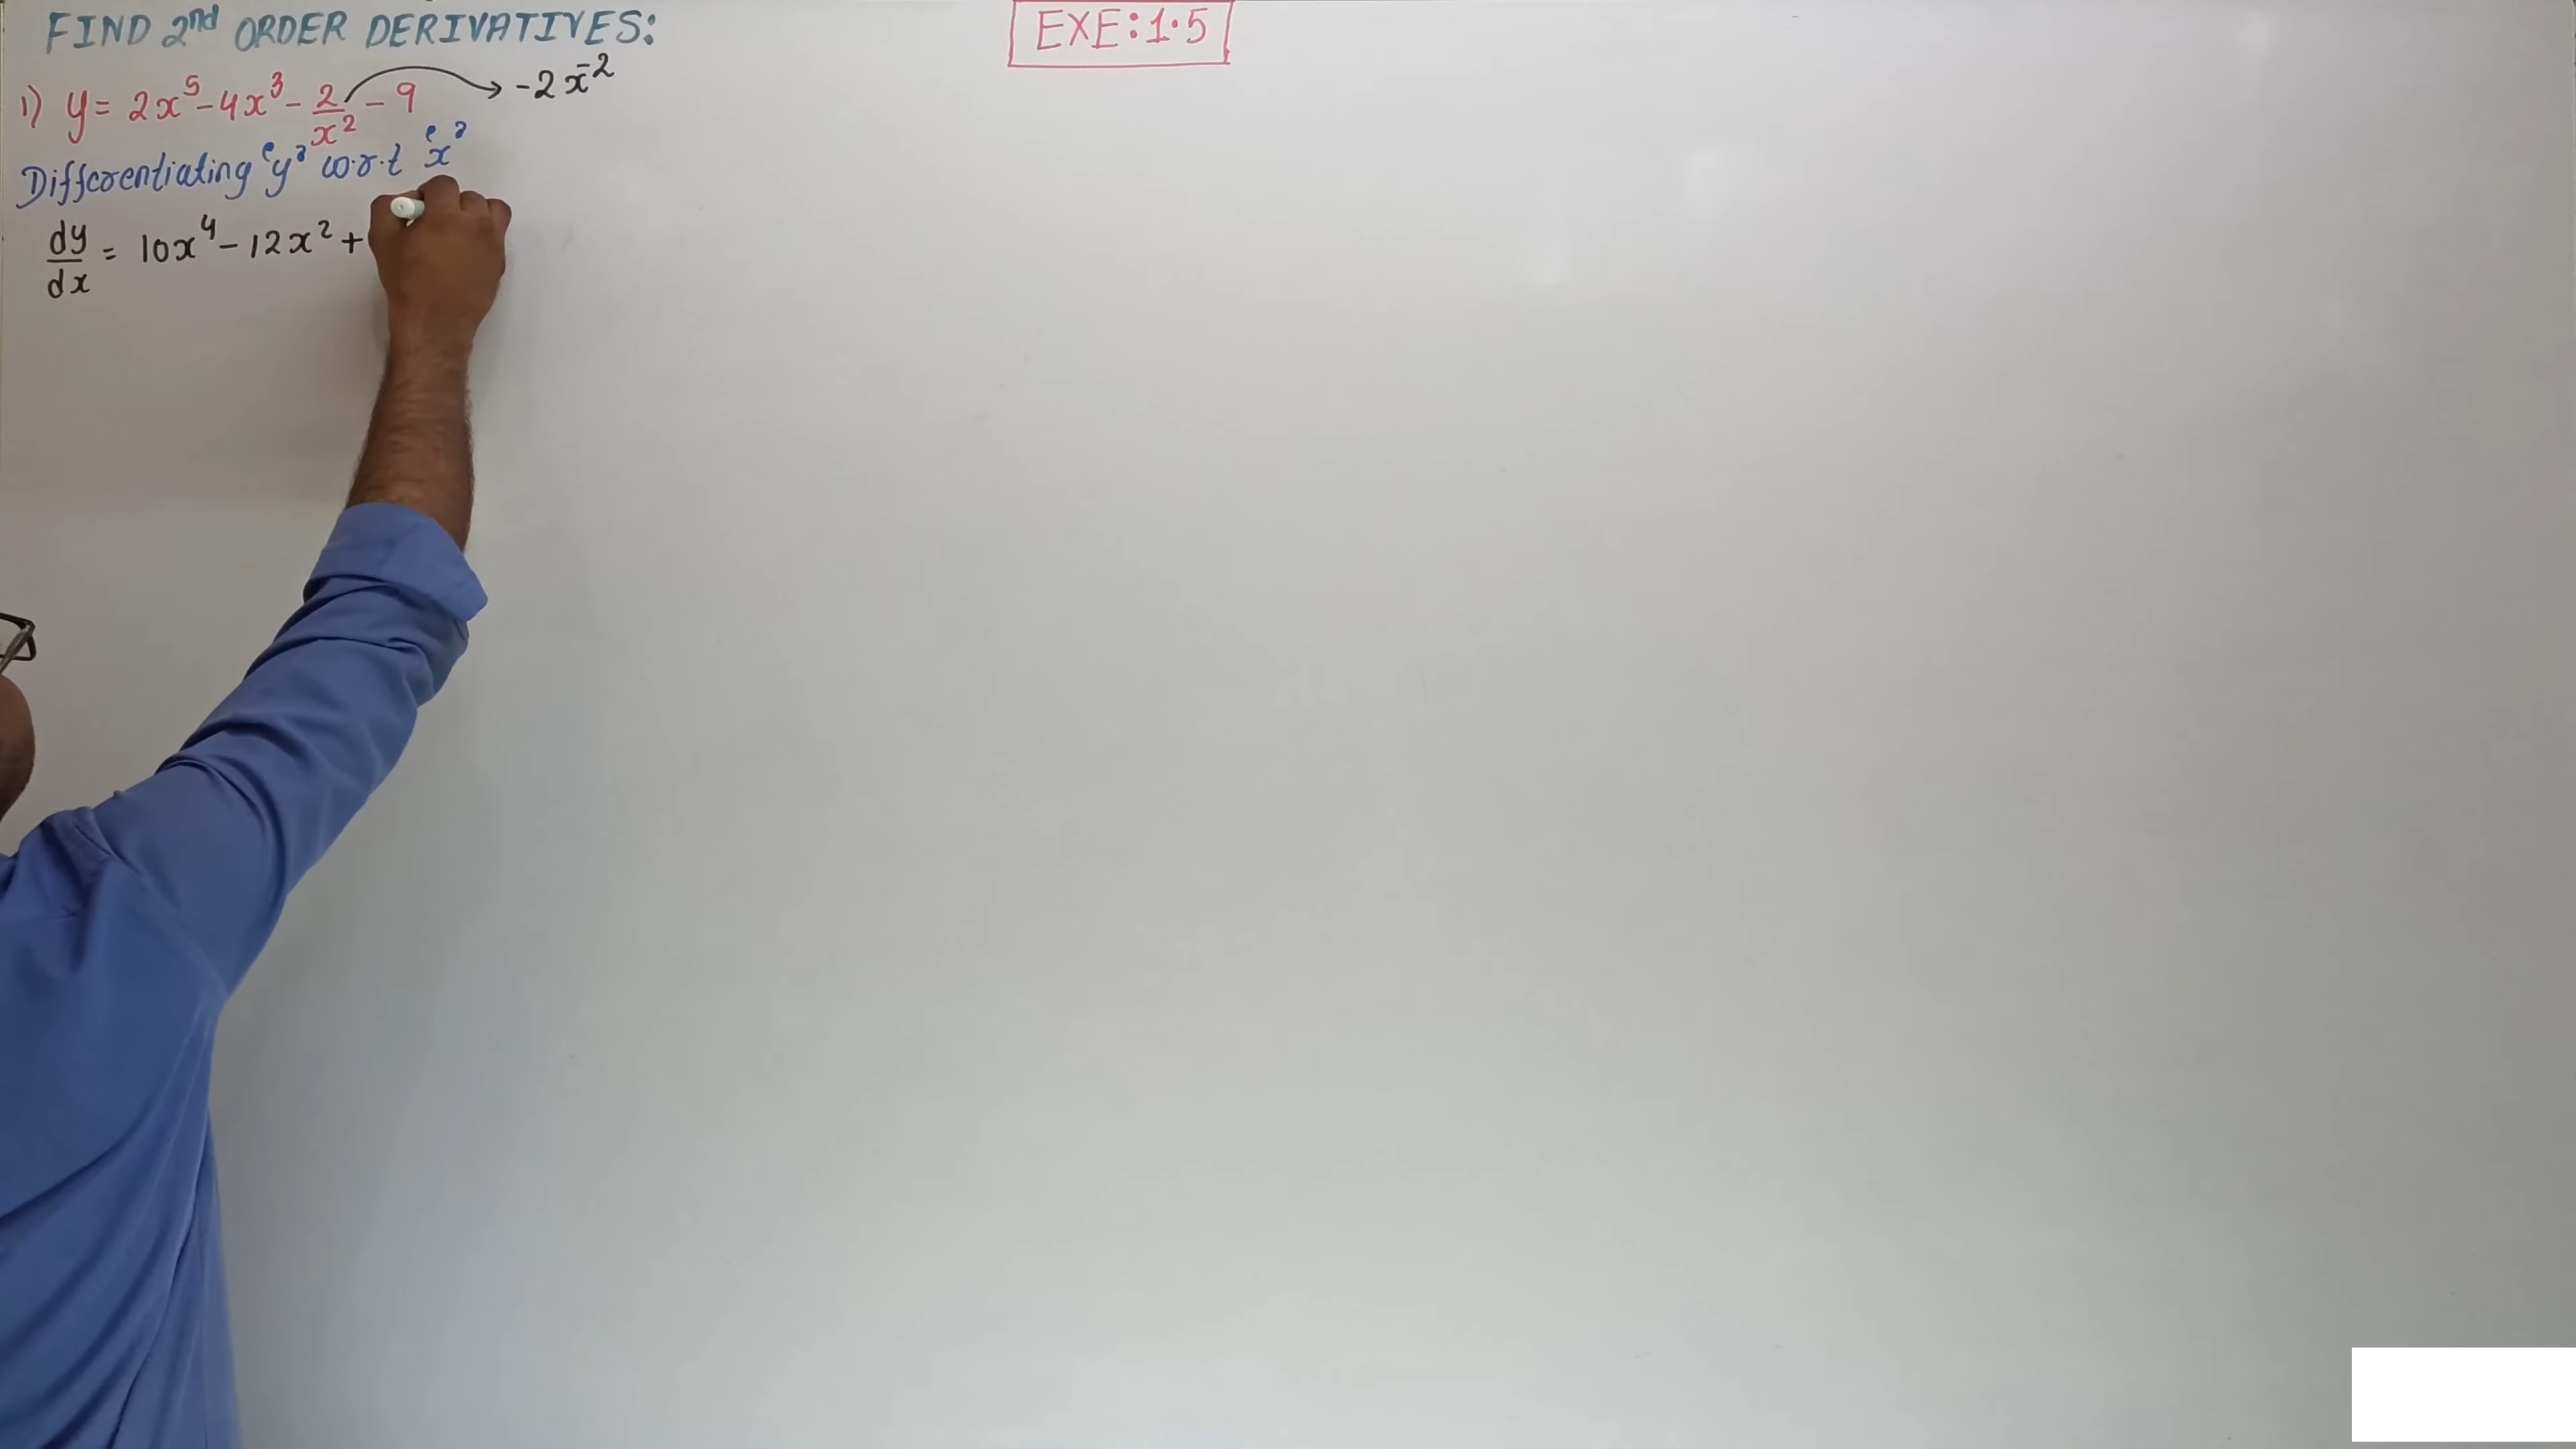 FIND 2nd ORDER DERIVATIVES:
EXE:1.5
1) y = 2x⁵ - 4x³ - 2/x² - 9 → -2x⁻²
Differentiating 'y' w.r.t 'x'
dy/dx = 10x⁴ - 12x² +